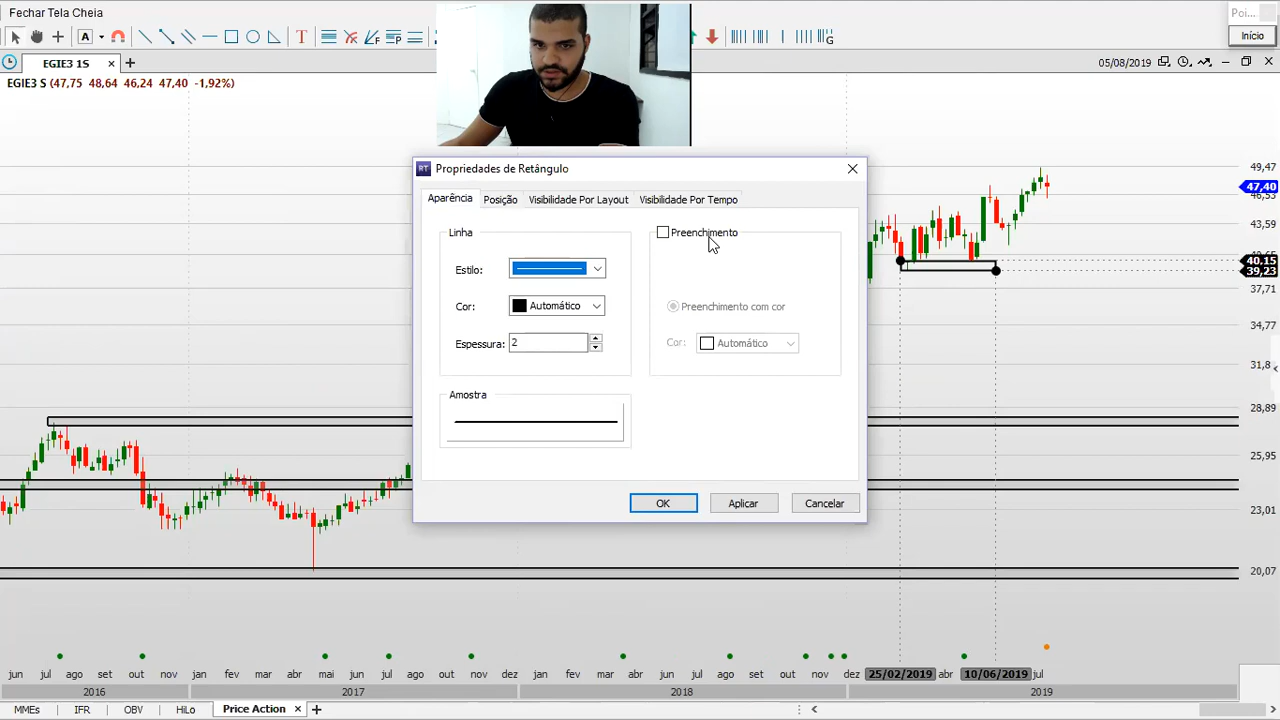 Fechar Tela Cheia
Poi...
Início
A
T
F
P
G
EGIE3 1S
05/08/2019
EGIE3 S (47,75 48,64 46,24 47,40 -1,92%)
RT Propriedades de Retângulo
Aparência Posição Visibilidade Por Layout Visibilidade Por Tempo
Linha
Estilo:
Cor: Automático
Espessura: 2
Amostra
Preenchimento
Preenchimento com cor
Cor: Automático
OK Aplicar Cancelar
49,47
47,40
46,53
43,59
40,15
39,23
37,71
34,77
31,8
28,89
25,95
23,01
20,07
jun jul ago set out jan fev abr mai jun jul ago set out nov dez jan fev abr mai jun jul ago set out nov dez 25/02/2019 abr 10/06/2019 jul
2016 2017 2018 2019
MMEs IFR OBV HiLo Price Action